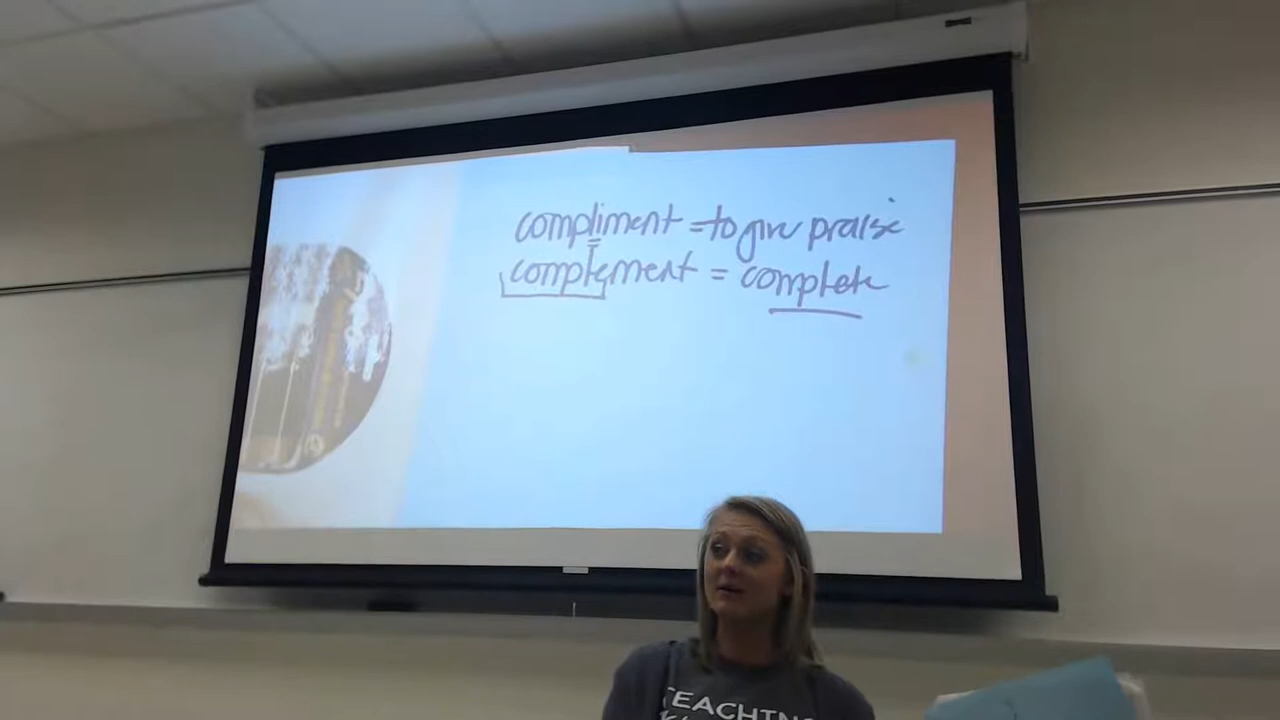 compliment = to give praise
complement = complete
TEACHING